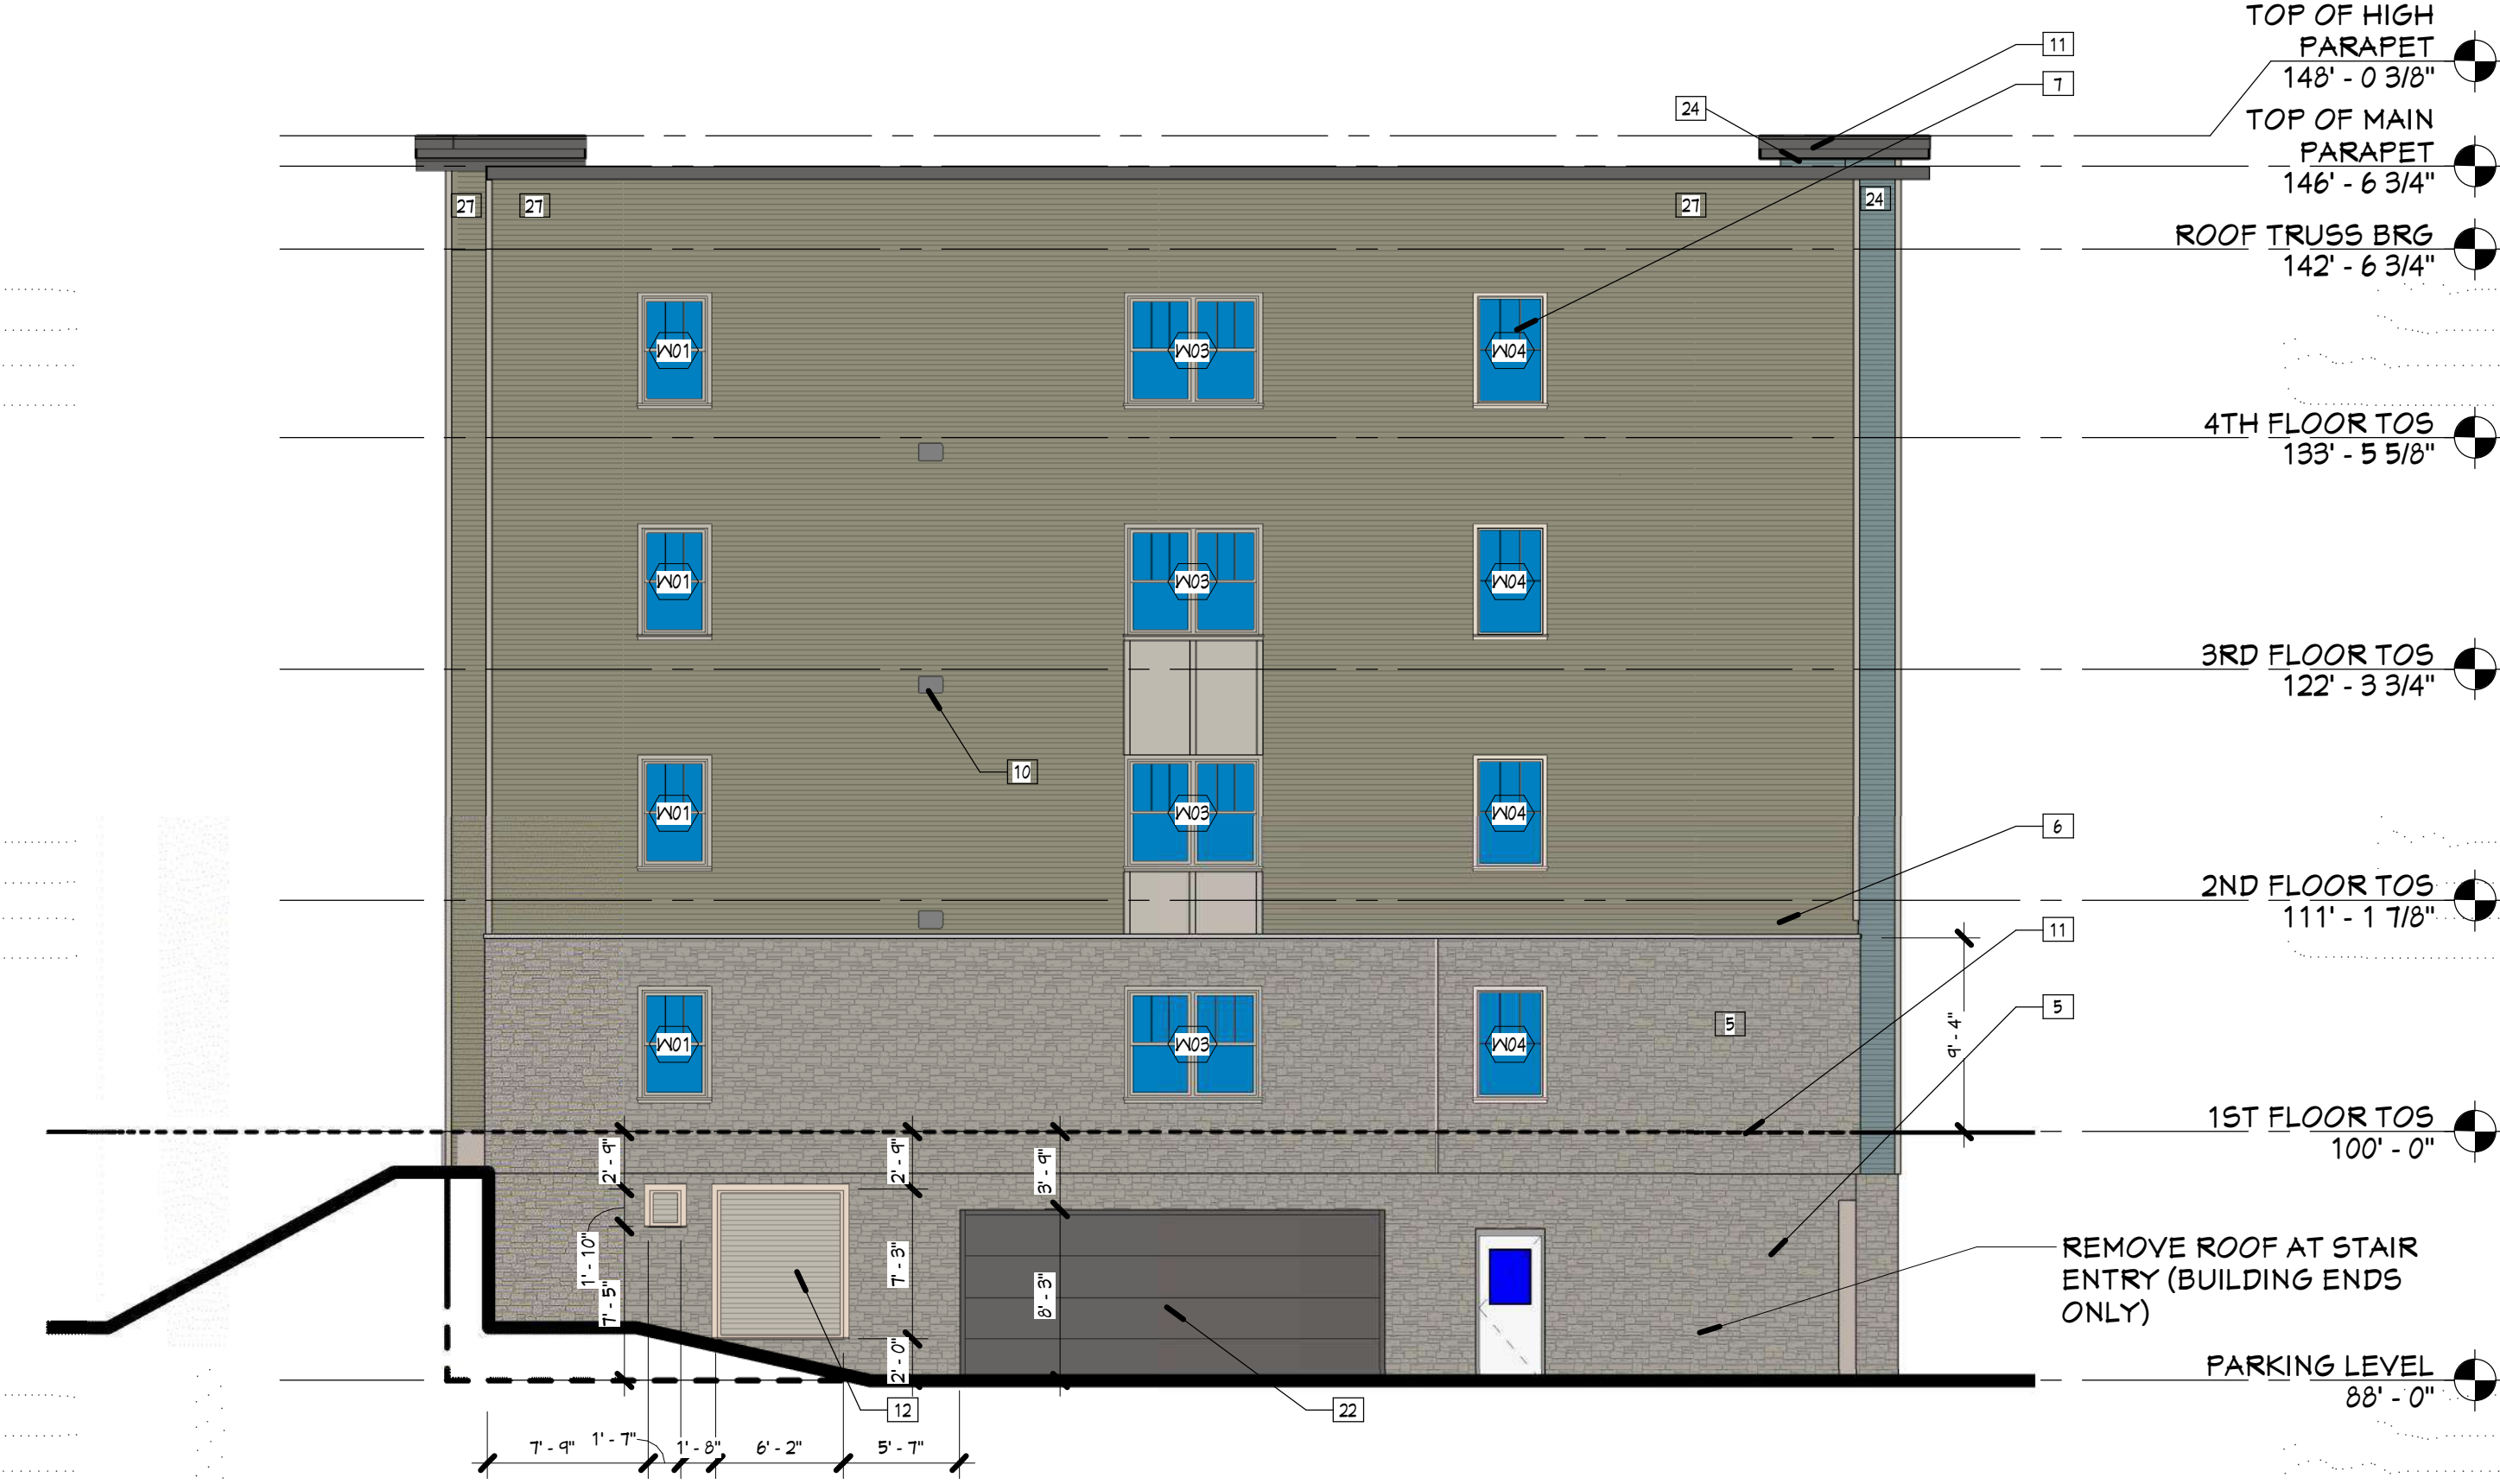 TOP OF HIGH
PARAPET
148' - 0 3/8"
11
7
24
TOP OF MAIN
PARAPET
146' - 6 3/4"
27
27
27
24
ROOF TRUSS BRG
142' - 6 3/4"
W01
W03
W04
4TH FLOOR TOS
133' - 5 5/8"
W01
W03
W04
3RD FLOOR TOS
122' - 3 3/4"
10
W01
W03
W04
6
2ND FLOOR TOS
111' - 1 7/8"
11
5
5
9' - 4"
W01
W03
W04
1ST FLOOR TOS
100' - 0"
2' - 9"
2' - 9"
3' - 9"
1' - 10"
7' - 5"
7' - 3"
8' - 3"
2' - 0"
REMOVE ROOF AT STAIR
ENTRY (BUILDING ENDS
ONLY)
PARKING LEVEL
88' - 0"
12
22
7' - 9"
1' - 7"
1' - 8"
6' - 2"
5' - 7"